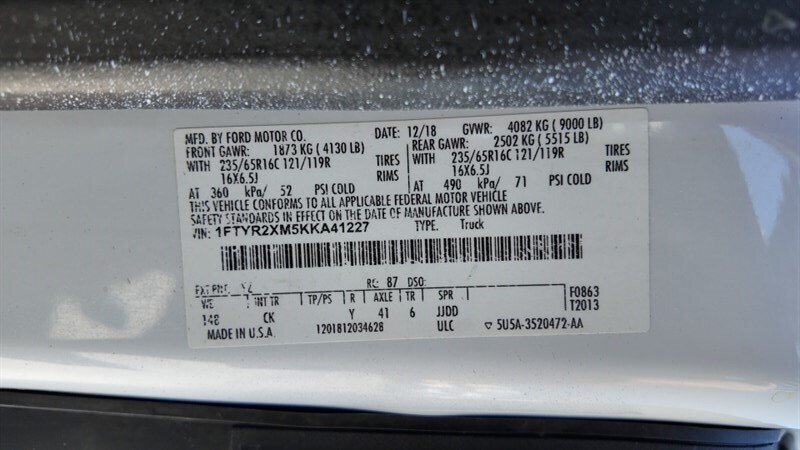 MFD. BY FORD MOTOR CO. DATE: 12/18 GVWR: 4082 KG ( 9000 LB)
FRONT GAWR: 1873 KG ( 4130 LB) REAR GAWR: 2502 KG ( 5515 LB)
WITH 235/65R16C 121/119R TIRES WITH 235/65R16C 121/119R TIRES
16X6.5J RIMS 16X6.5J RIMS
AT 360 kPa/ 52 PSI COLD AT 490 kPa/ 71 PSI COLD
THIS VEHICLE CONFORMS TO ALL APPLICABLE FEDERAL MOTOR VEHICLE
SAFETY STANDARDS IN EFFECT ON THE DATE OF MANUFACTURE SHOWN ABOVE.
VIN: 1FTYR2XM5KKA41227 TYPE: Truck
EXT PNT: YZ RC: 87 DSO: F0863
WB INT TR TP/PS R AXLE TR SPR T2013
148 CK Y 41 6 JJDD
MADE IN U.S.A. 1201812034628 ULC ▽ 5U5A-3520472-AA